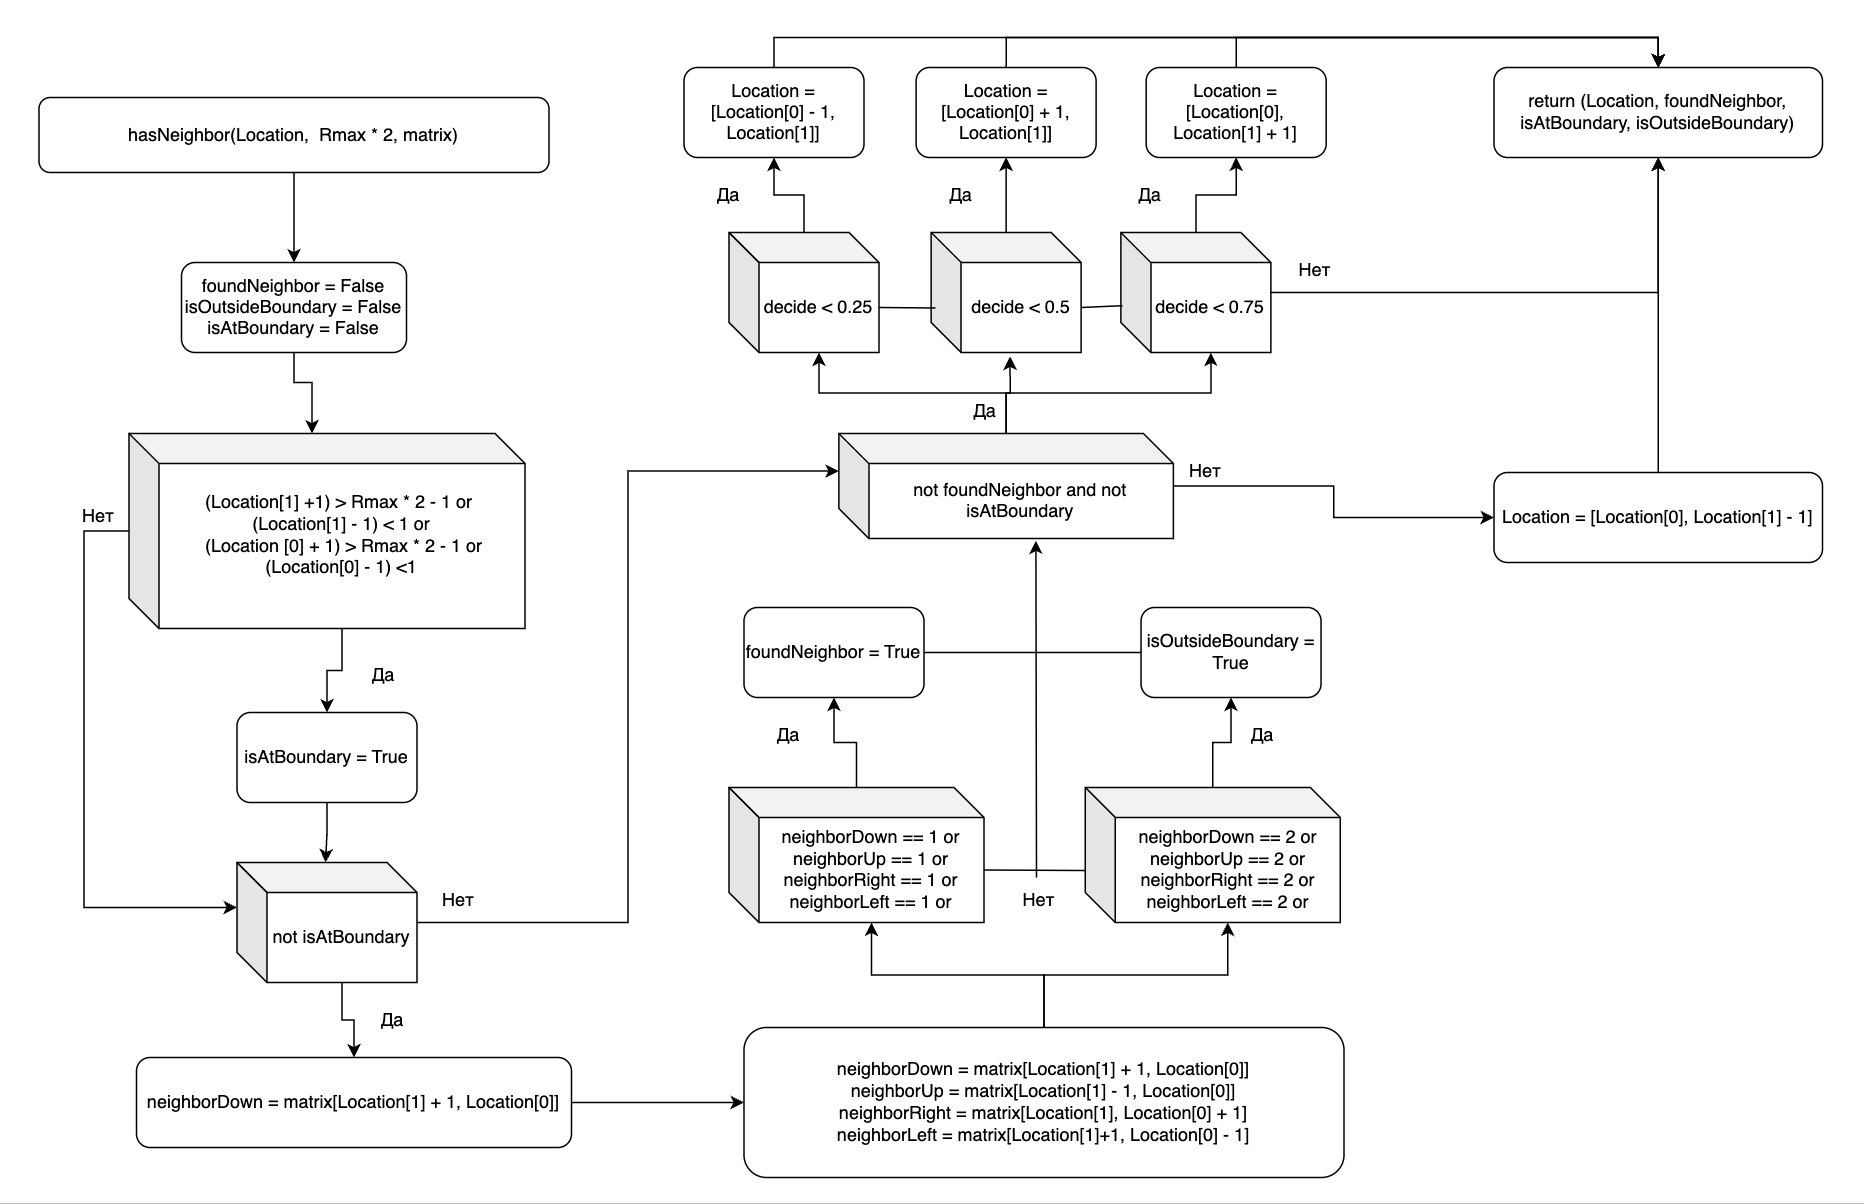 hasNeighbor(Location,  Rmax * 2, matrix)
foundNeighbor = False
isOutsideBoundary = False
isAtBoundary = False
(Location[1] +1) > Rmax * 2 - 1 or
(Location[1] - 1) < 1 or
(Location [0] + 1) > Rmax * 2 - 1 or
(Location[0] - 1) <1
Нет
Да
isAtBoundary = True
not isAtBoundary
Нет
Да
neighborDown = matrix[Location[1] + 1, Location[0]]
neighborDown = matrix[Location[1] + 1, Location[0]]
neighborUp = matrix[Location[1] - 1, Location[0]]
neighborRight = matrix[Location[1], Location[0] + 1]
neighborLeft = matrix[Location[1]+1, Location[0] - 1]
neighborDown == 1 or
neighborUp == 1 or
neighborRight == 1 or
neighborLeft == 1 or
Нет
neighborDown == 2 or
neighborUp == 2 or
neighborRight == 2 or
neighborLeft == 2 or
Да
Да
foundNeighbor = True
isOutsideBoundary =
True
not foundNeighbor and not
isAtBoundary
Нет
Location = [Location[0], Location[1] - 1]
Да
decide < 0.25
decide < 0.5
decide < 0.75
Нет
Да
Да
Да
Location =
[Location[0] - 1,
Location[1]]
Location =
[Location[0] + 1,
Location[1]]
Location =
[Location[0],
Location[1] + 1]
return (Location, foundNeighbor,
isAtBoundary, isOutsideBoundary)